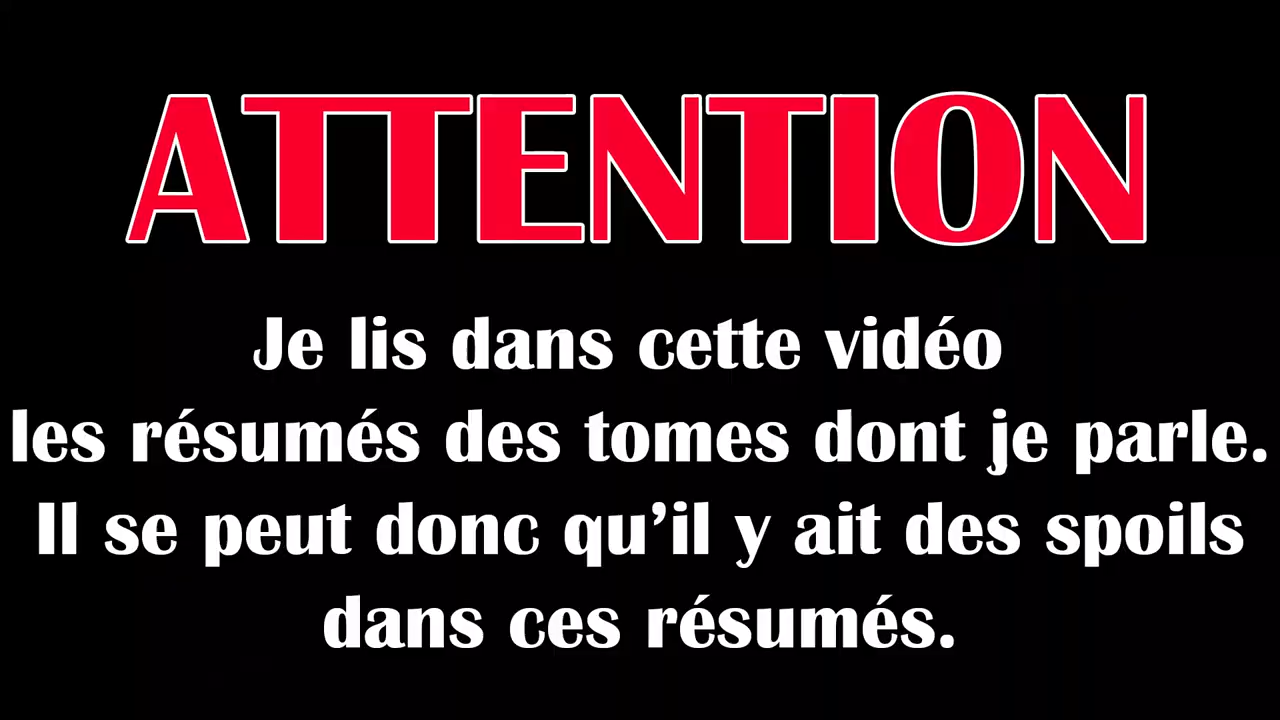 ATTENTION
Je lis dans cette vidéo
les résumés des tomes dont je parle.
Il se peut donc qu’il y ait des spoils
dans ces résumés.